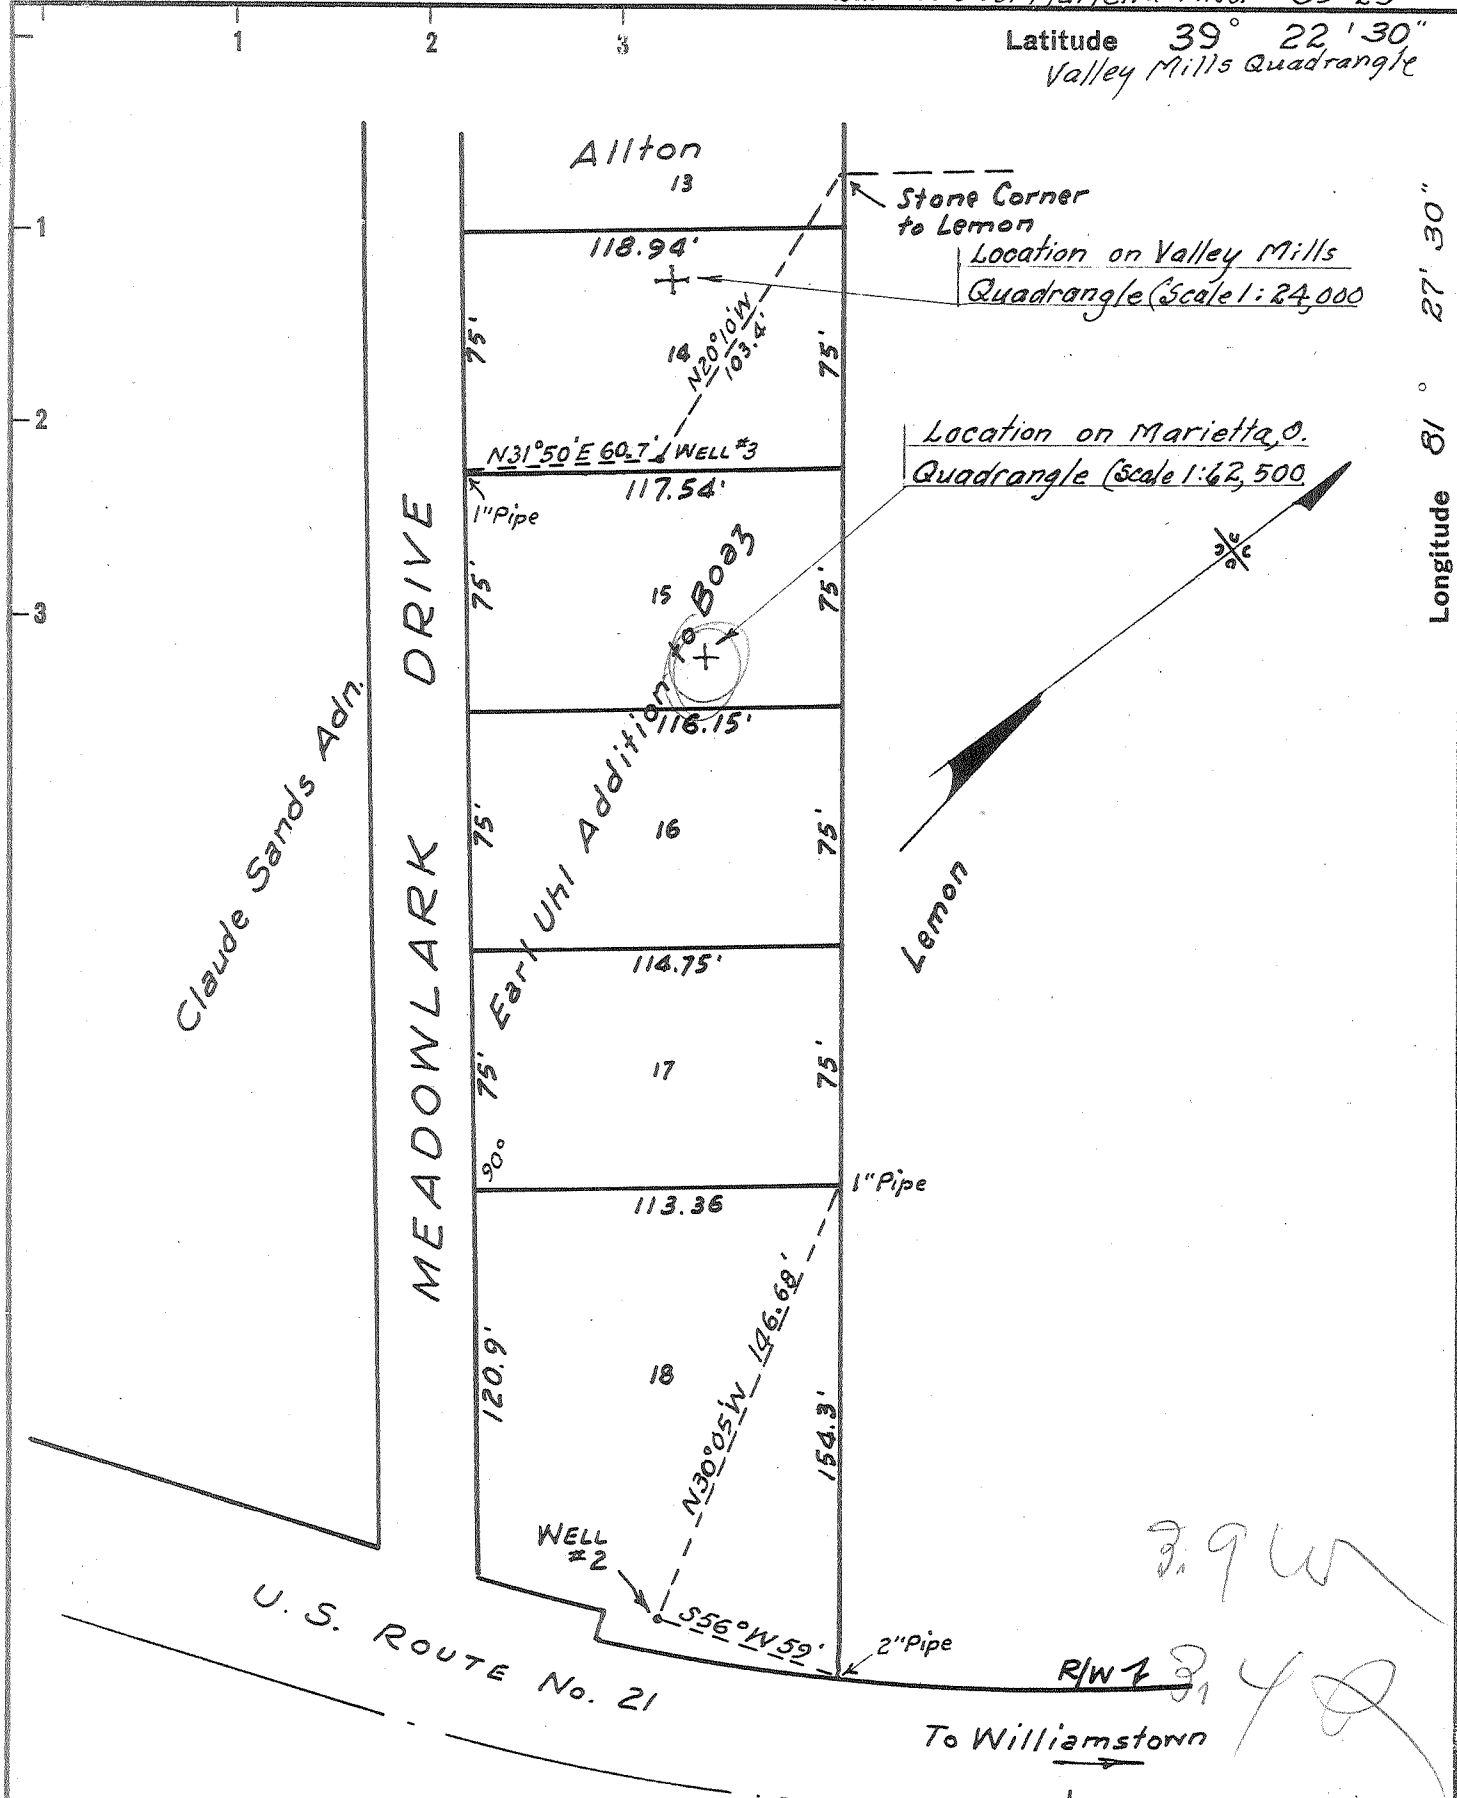 1 2 3
Latitude 39° 22' 30"
Valley Mills Quadrangle
Allton
13
Stone Corner
to Lemon
1
118.94'
Location on Valley Mills
Quadrangle (Scale 1:24,000
Longitude 81° 27' 30"
75'
14
N20°10'W
103.4'
75'
2
Location on Marietta, O.
Quadrangle (Scale 1:62,500
N31°50'E 60.7' WELL #3
117.54'
1" Pipe
75'
15
75'
3
Earl Uhl Addition to Boaz
116.15'
MEADOWLARK DRIVE
Claude Sands Adn.
75'
16
75'
Lemon
114.75'
75'
17
75'
90°
1" Pipe
113.36
120.9'
18
N30°05'W 146.68'
154.3'
WELL
#2
S56°W 59'
2" Pipe
U.S. ROUTE No. 21
R/W
To Williamstown